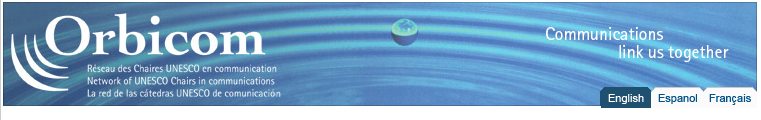 Orbicom
Réseau des Chaires UNESCO en communication
Network of UNESCO Chairs in communications
La red de las cátedras UNESCO de comunicación
Communications
link us together
English Espanol Français